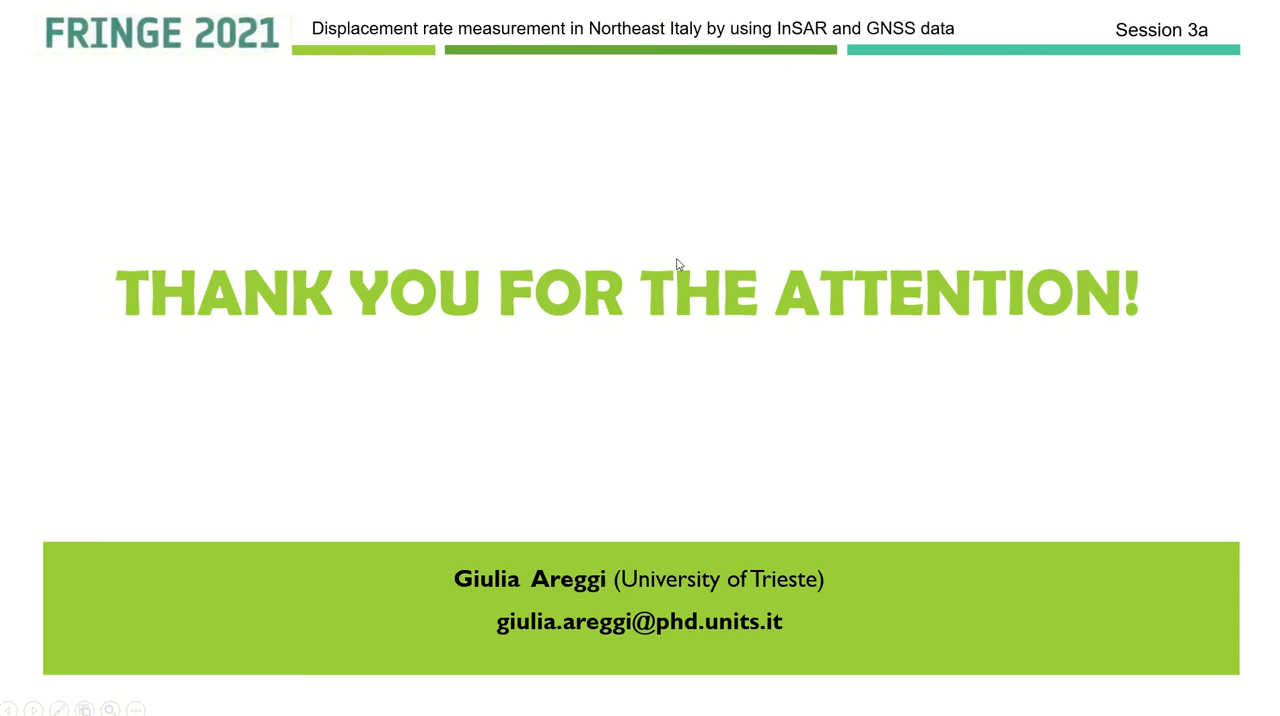 FRINGE 2021
Displacement rate measurement in Northeast Italy by using InSAR and GNSS data
Session 3a
THANK YOU FOR THE ATTENTION!
Giulia Areggi (University of Trieste)
giulia.areggi@phd.units.it